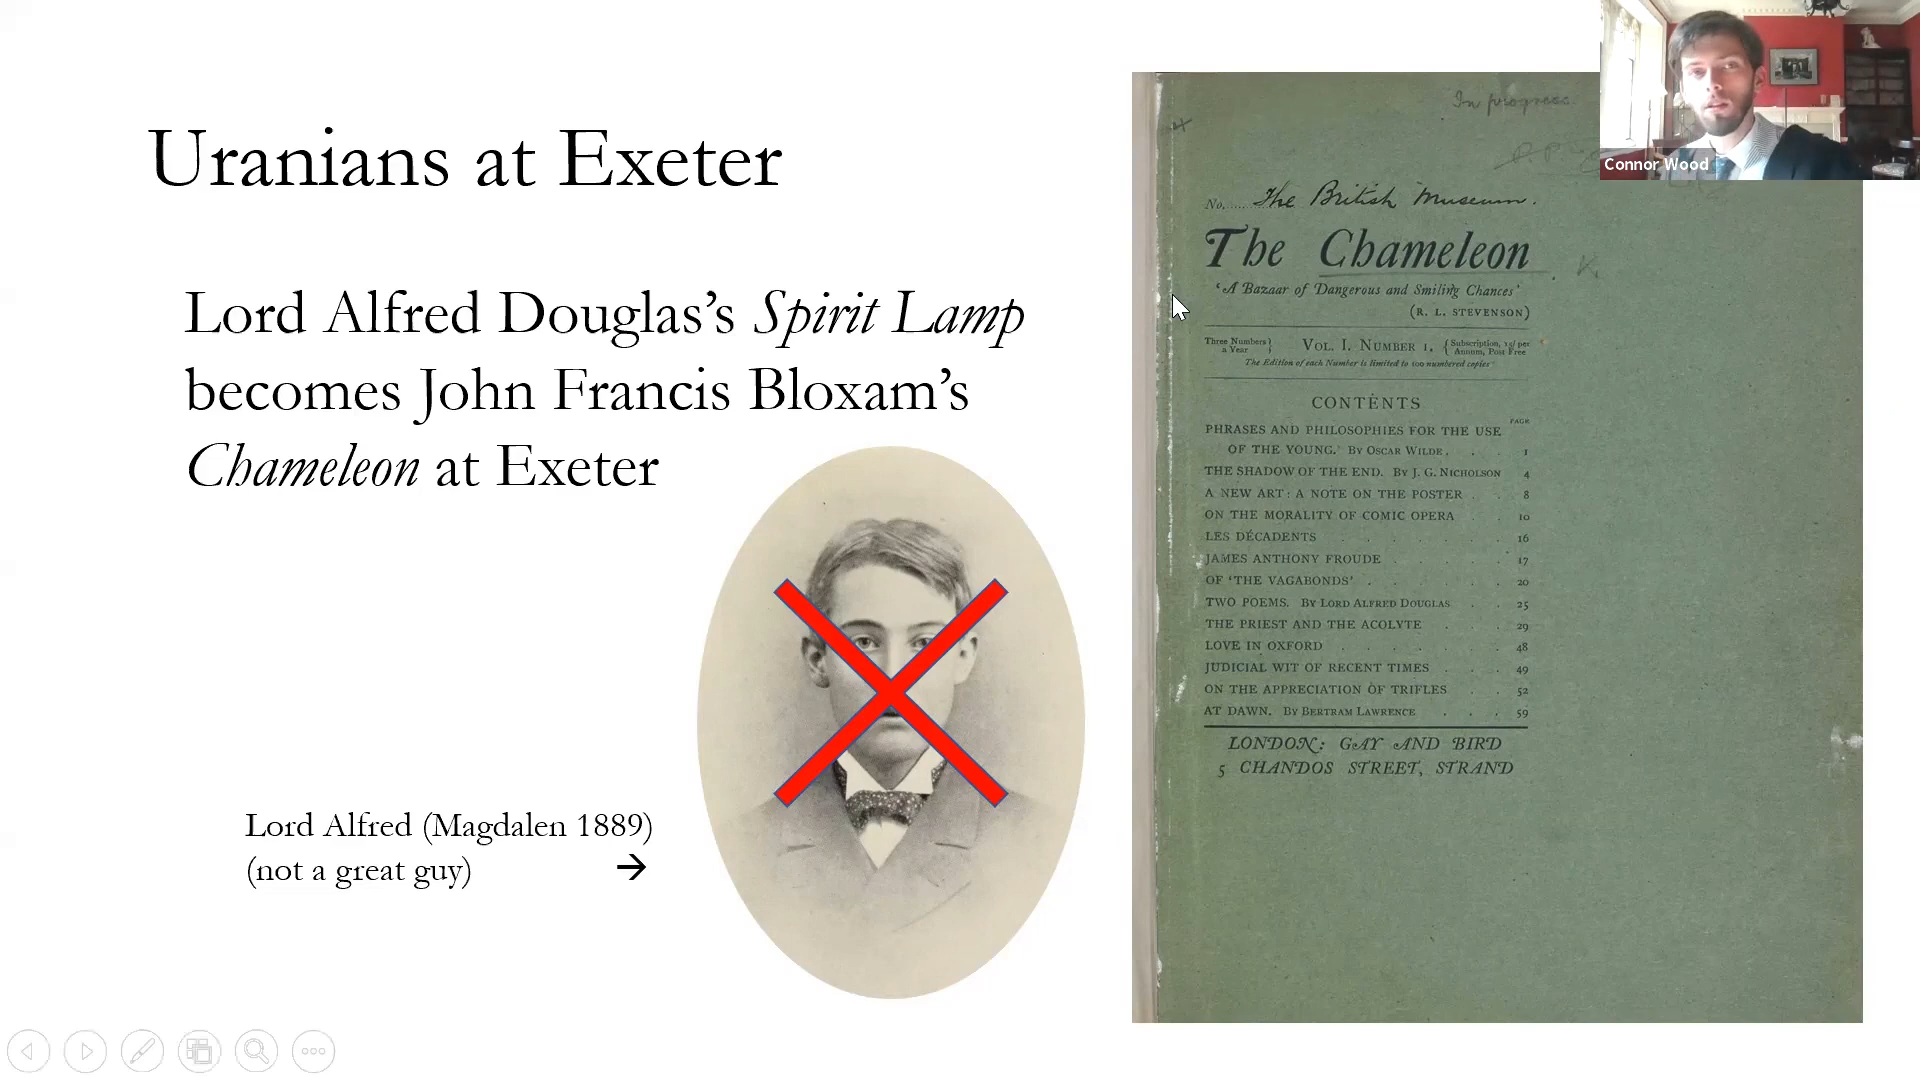 Uranians at Exeter
Lord Alfred Douglas’s Spirit Lamp
becomes John Francis Bloxam’s
Chameleon at Exeter
Lord Alfred (Magdalen 1889)
(not a great guy) →
Connor Wood
In progress
No. The British Museum.
The Chameleon
‘A Bazaar of Dangerous and Smiling Chances’
(R. L. STEVENSON)
Three Numbers a Year } VOL. I. NUMBER 1. { Subscription, 15/ per Annum, Post Free
The Edition of each Number is limited to 100 numbered copies
CONTENTS
PAGE
PHRASES AND PHILOSOPHIES FOR THE USE
OF THE YOUNG. BY OSCAR WILDE . . 1
THE SHADOW OF THE END. BY J. G. NICHOLSON 4
A NEW ART: A NOTE ON THE POSTER . . 8
ON THE MORALITY OF COMIC OPERA . . 10
LES DÉCADENTS . . . . . . 16
JAMES ANTHONY FROUDE . . . . 17
OF ‘THE VAGABONDS’ . . . . . 20
TWO POEMS. BY LORD ALFRED DOUGLAS . . 25
THE PRIEST AND THE ACOLYTE . . . 29
LOVE IN OXFORD . . . . . . 48
JUDICIAL WIT OF RECENT TIMES . . . 49
ON THE APPRECIATION OF TRIFLES . . 52
AT DAWN. BY BERTRAM LAWRENCE . . . 59
LONDON: GAY AND BIRD
5 CHANDOS STREET, STRAND